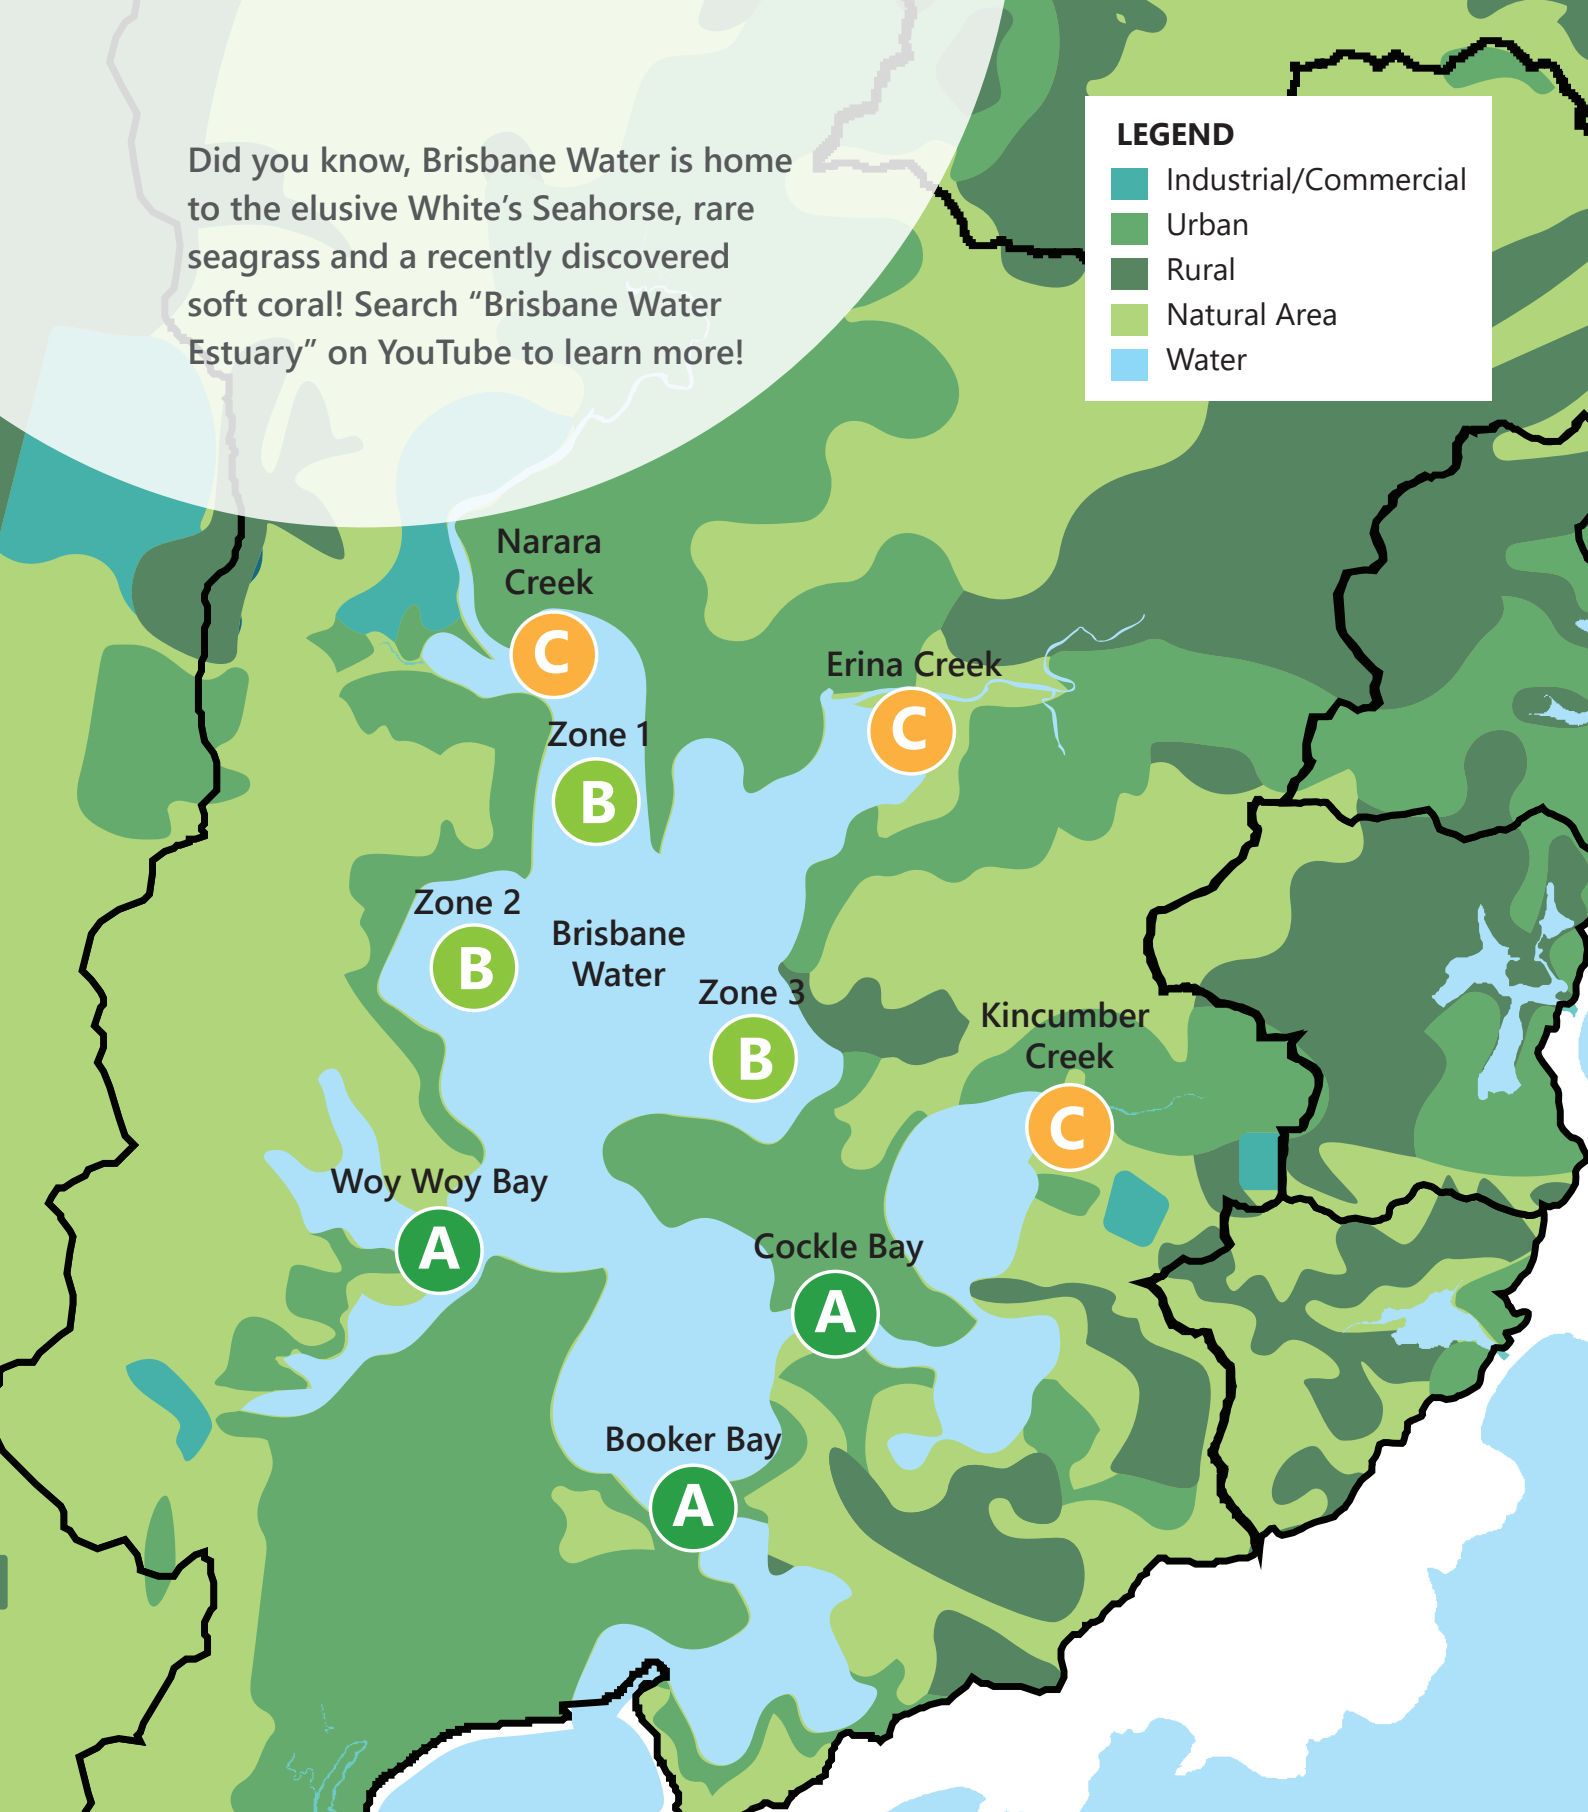 Did you know, Brisbane Water is home
to the elusive White’s Seahorse, rare
seagrass and a recently discovered
soft coral! Search “Brisbane Water
Estuary” on YouTube to learn more!
LEGEND
Industrial/Commercial
Urban
Rural
Natural Area
Water
Narara
Creek
C
Erina Creek
C
Zone 1
B
Zone 2
B
Brisbane
Water
Zone 3
B
Kincumber
Creek
C
Woy Woy Bay
A
Cockle Bay
A
Booker Bay
A